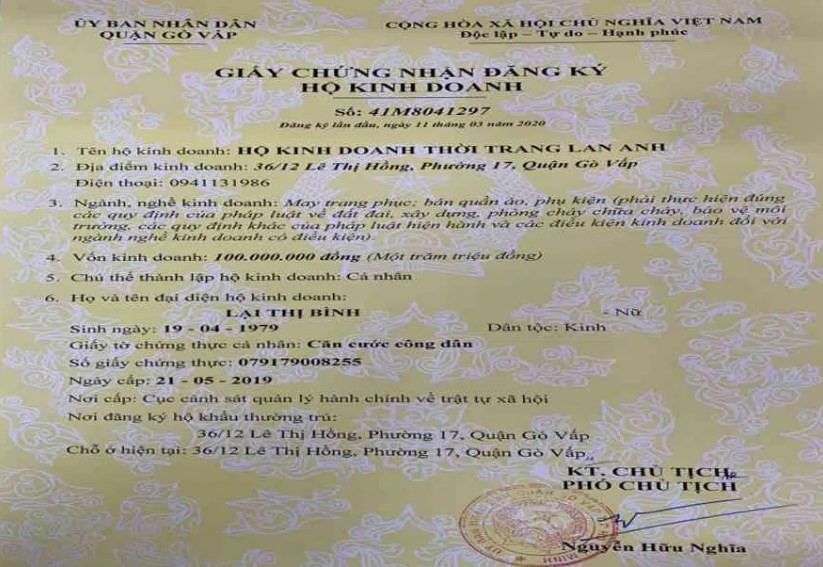 ỦY BAN NHÂN DÂN
QUẬN GÒ VẤP
CỘNG HÒA XÃ HỘI CHỦ NGHĨA VIỆT NAM
Độc lập – Tự do – Hạnh phúc
GIẤY CHỨNG NHẬN ĐĂNG KÝ
HỘ KINH DOANH
Số: 41M8041297
Đăng ký lần đầu, ngày 11 tháng 03 năm 2020
1. Tên hộ kinh doanh: HỘ KINH DOANH THỜI TRANG LAN ANH
2. Địa điểm kinh doanh: 36/12 Lê Thị Hồng, Phường 17, Quận Gò Vấp
Điện thoại: 0941131986
3. Ngành, nghề kinh doanh: May trang phục; bán quần áo, phụ kiện (phải thực hiện đúng
các quy định của pháp luật về đất đai, xây dựng, phòng cháy chữa cháy, bảo vệ môi
trường, các quy định khác của pháp luật hiện hành và các điều kiện kinh doanh đối với
ngành nghề kinh doanh có điều kiện)
4. Vốn kinh doanh: 100.000.000 đồng (Một trăm triệu đồng)
5. Chủ thể thành lập hộ kinh doanh: Cá nhân
6. Họ và tên đại diện hộ kinh doanh:
LẠI THỊ BÌNH - Nữ
Sinh ngày: 19 - 04 - 1979 Dân tộc: Kinh
Giấy tờ chứng thực cá nhân: Căn cước công dân
Số giấy chứng thực: 079179008255
Ngày cấp: 21 - 05 - 2019
Nơi cấp: Cục cảnh sát quản lý hành chính về trật tự xã hội
Nơi đăng ký hộ khẩu thường trú:
36/12 Lê Thị Hồng, Phường 17, Quận Gò Vấp
Chỗ ở hiện tại: 36/12 Lê Thị Hồng, Phường 17, Quận Gò Vấp
KT. CHỦ TỊCH
PHÓ CHỦ TỊCH
Nguyễn Hữu Nghĩa